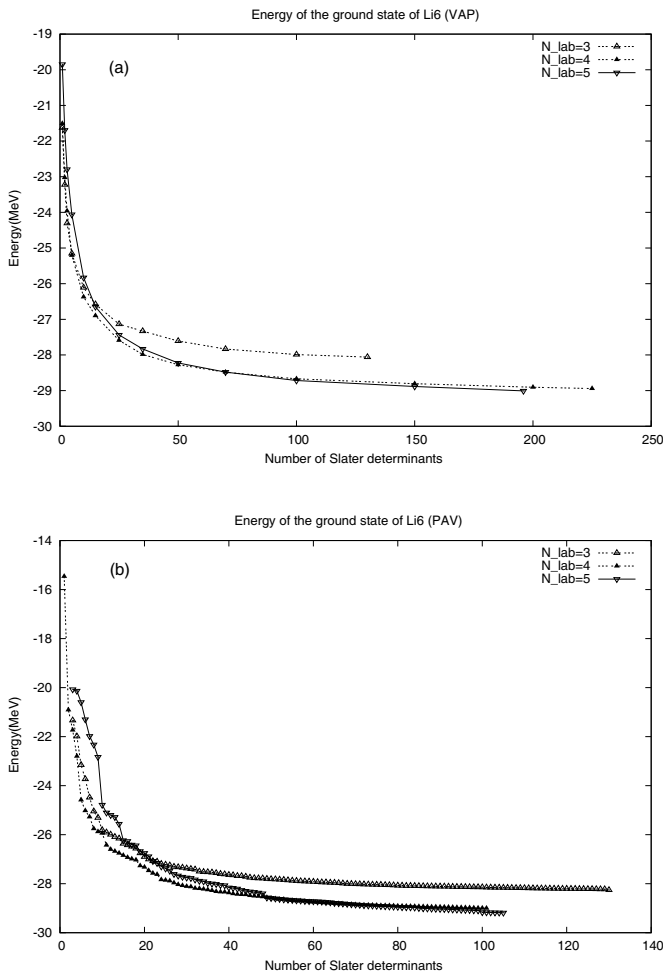 Energy of the ground state of Li6 (VAP)
-19
-20
-21
-22
-23
-24
-25
-26
-27
-28
-29
-30
Energy(MeV)
(a)
N_lab=3
N_lab=4
N_lab=5
0 50 100 150 200 250
Number of Slater determinants
Energy of the ground state of Li6 (PAV)
-14
-16
-18
-20
-22
-24
-26
-28
-30
Energy(MeV)
(b)
N_lab=3
N_lab=4
N_lab=5
0 20 40 60 80 100 120 140
Number of Slater determinants